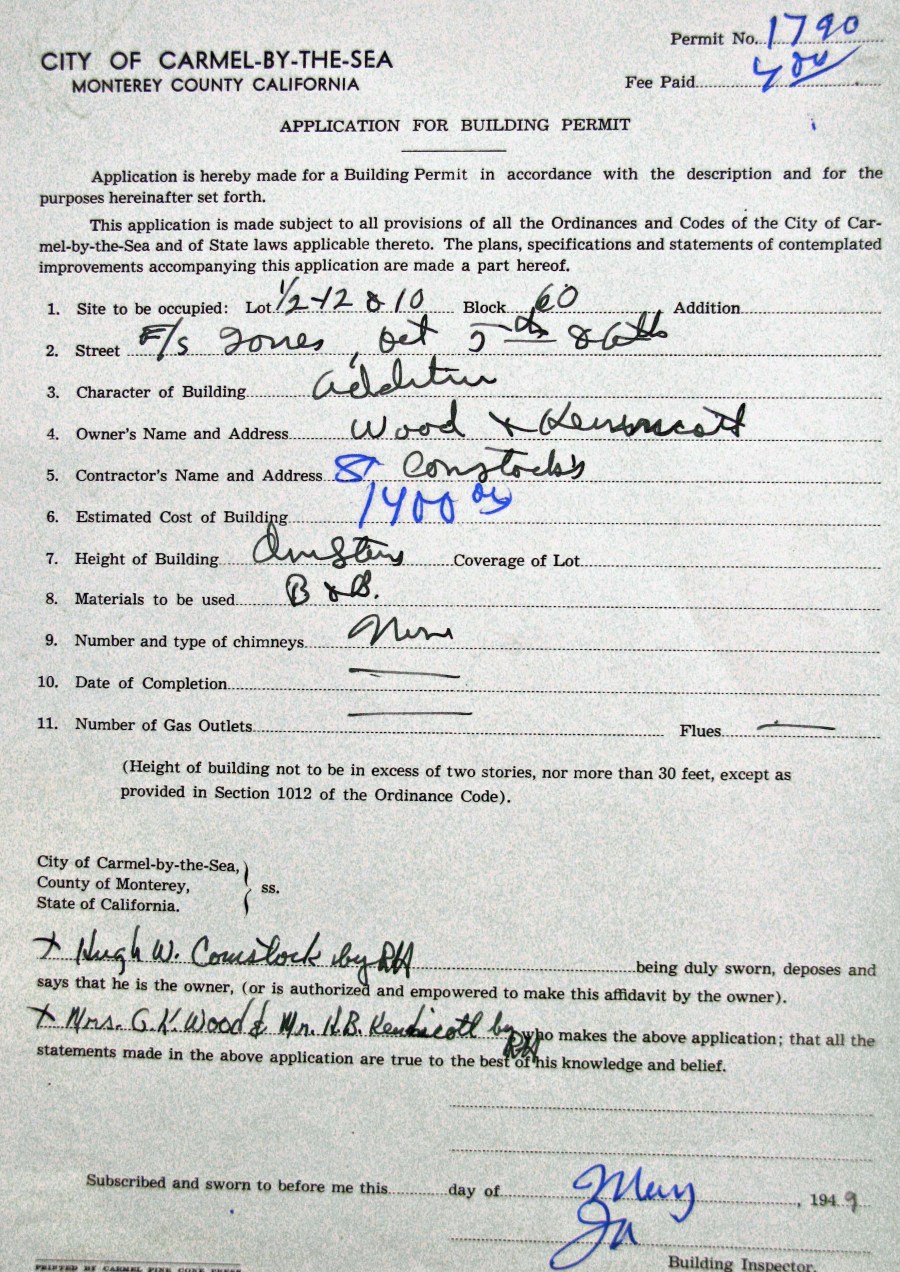 Permit No. 1790
CITY OF CARMEL-BY-THE-SEA
MONTEREY COUNTY CALIFORNIA
Fee Paid 4 00
APPLICATION FOR BUILDING PERMIT
Application is hereby made for a Building Permit in accordance with the description and for the
purposes hereinafter set forth.
This application is made subject to all provisions of all the Ordinances and Codes of the City of Car-
mel-by-the-Sea and of State laws applicable thereto. The plans, specifications and statements of contemplated
improvements accompanying this application are made a part hereof.
1. Site to be occupied: Lot 1/2-12 & 10 Block 60 Addition
2. Street E/s bet 5th & 6th
3. Character of Building Addition
4. Owner's Name and Address Wood &
5. Contractor's Name and Address Comstock's
6. Estimated Cost of Building 1400 00
7. Height of Building Coverage of Lot
8. Materials to be used B & B.
9. Number and type of chimneys None
10. Date of Completion
11. Number of Gas Outlets Flues
(Height of building not to be in excess of two stories, nor more than 30 feet, except as
provided in Section 1012 of the Ordinance Code).
City of Carmel-by-the-Sea,
County of Monterey, ss.
State of California.
x Hugh W. Comstock by RH being duly sworn, deposes and
says that he is the owner, (or is authorized and empowered to make this affidavit by the owner).
x Mrs. G. K. Wood & Mr. H.B. Kendicott by RH who makes the above application; that all the
statements made in the above application are true to the best of his knowledge and belief.
Subscribed and sworn to before me this day of May, 1949
Building Inspector.
PRINTED BY CARMEL PINE CONE PRESS